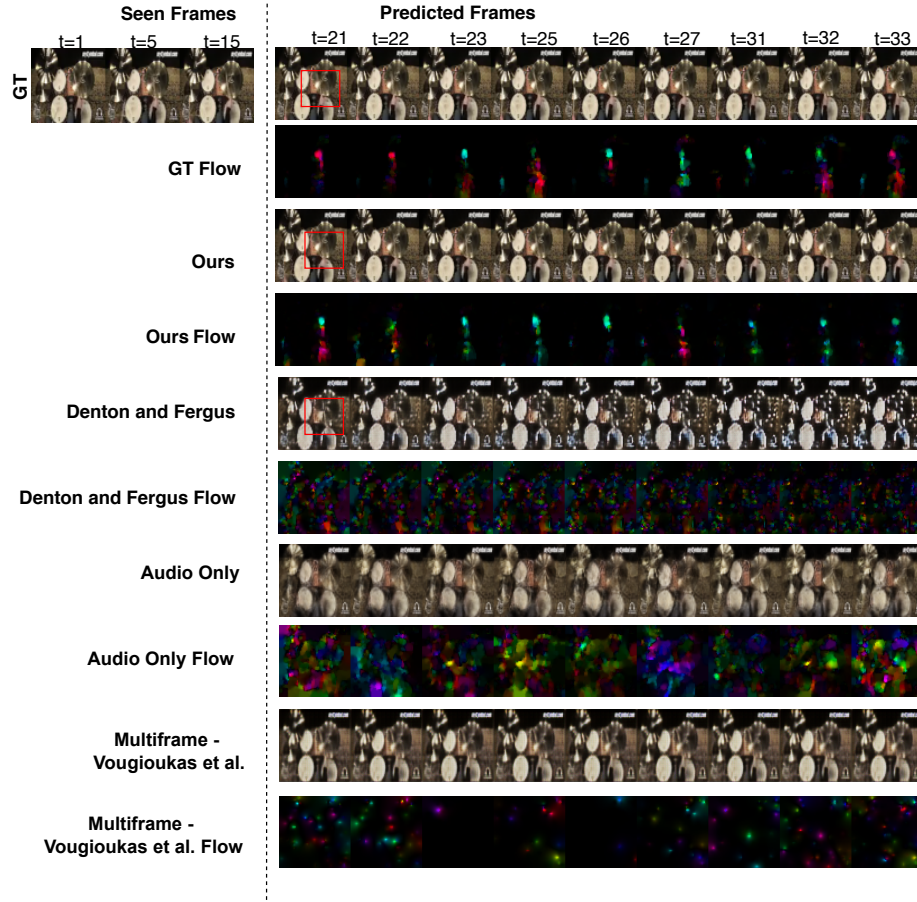 Seen Frames
Predicted Frames
t=1 t=5 t=15
t=21 t=22 t=23 t=25 t=26 t=27 t=31 t=32 t=33
GT
GT Flow
Ours
Ours Flow
Denton and Fergus
Denton and Fergus Flow
Audio Only
Audio Only Flow
Multiframe -
Vougioukas et al.
Multiframe -
Vougioukas et al. Flow